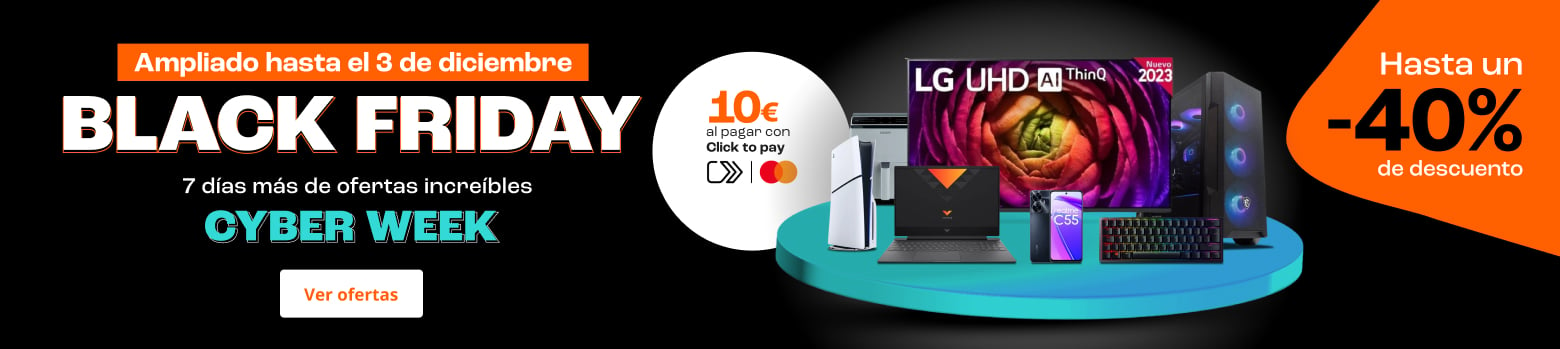 Ampliado hasta el 3 de diciembre
BLACK FRIDAY
7 días más de ofertas increíbles
CYBER WEEK
Ver ofertas
10€
al pagar con
Click to pay
LG UHD AI ThinQ
Nuevo
2023
realme
C55
Hasta un
-40%
de descuento